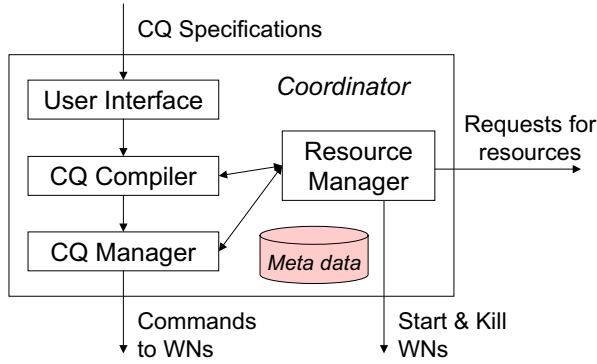 CQ Specifications
Coordinator
User Interface
Requests for
resources
CQ Compiler
Resource
Manager
CQ Manager
Meta data
Commands
to WNs
Start & Kill
WNs